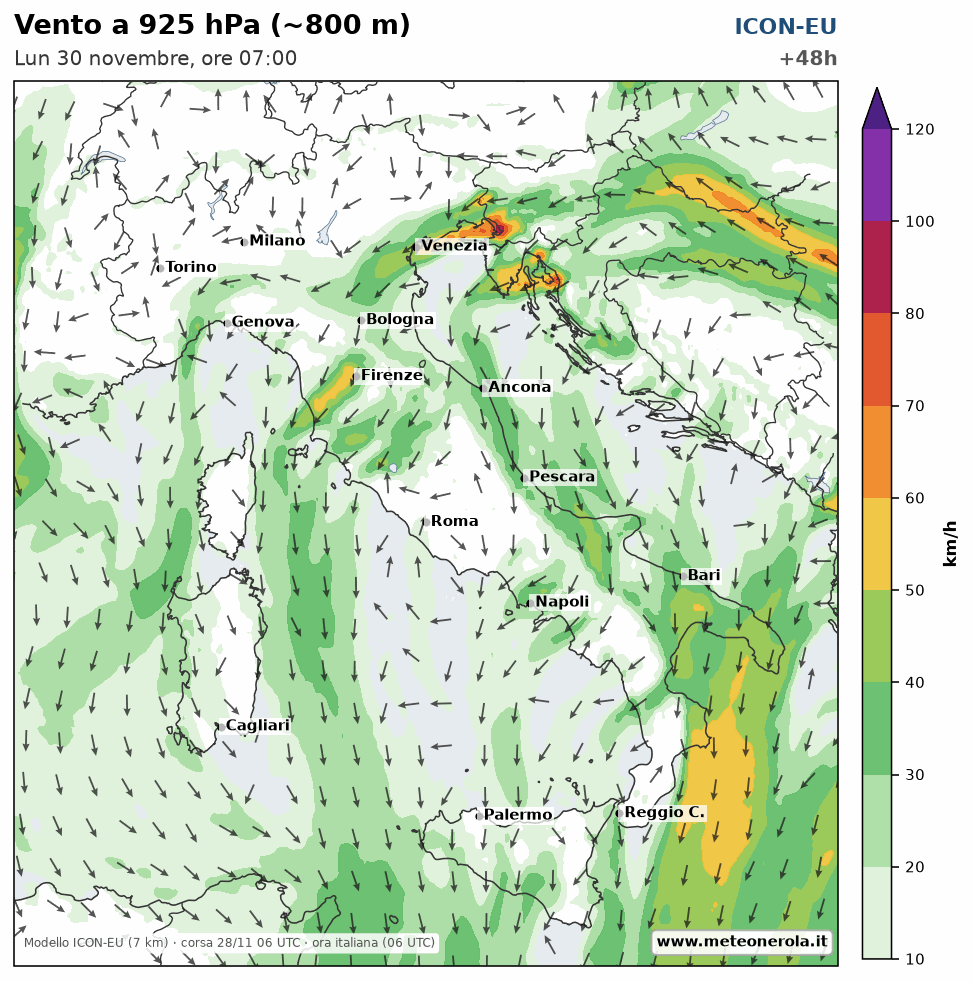 Vento a 925 hPa (~800 m)
ICON-EU
Lun 30 novembre, ore 07:00
+48h
120
100
80
70
60
50
40
30
20
10
km/h
Milano
Venezia
Torino
Genova
Bologna
Firenze
Ancona
Pescara
Roma
Bari
Napoli
Cagliari
Palermo
Reggio C.
Modello ICON-EU (7 km) · corsa 28/11 06 UTC · ora italiana (06 UTC)
www.meteonerola.it